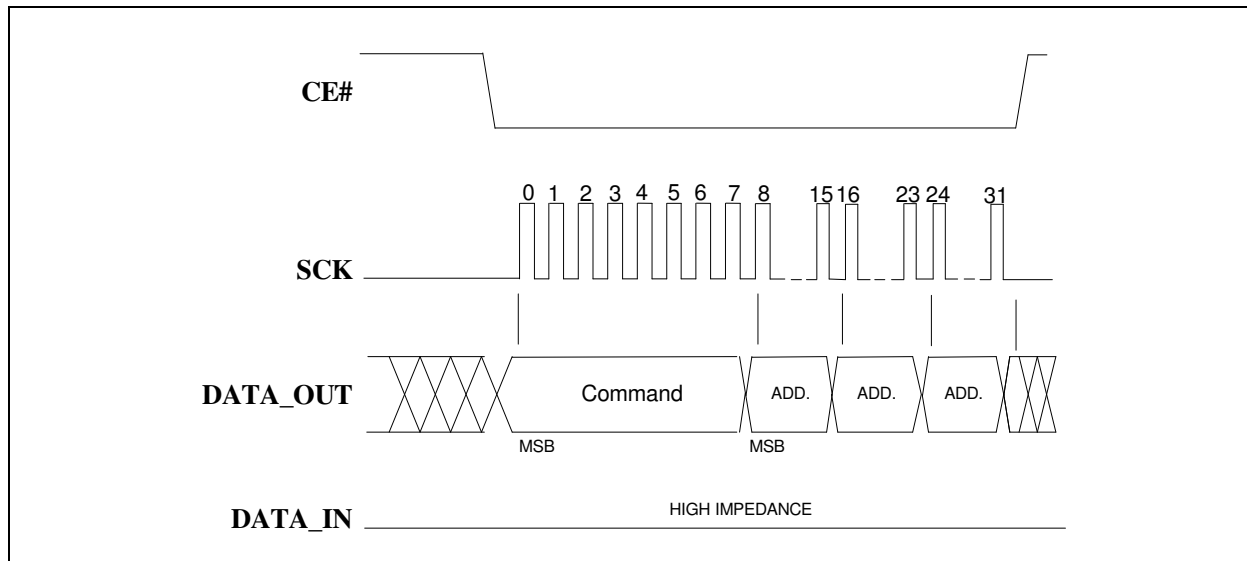 CE#
0 1 2 3 4 5 6 7 8 15 16 23 24 31
SCK
DATA_OUT Command ADD. ADD. ADD.
MSB MSB
HIGH IMPEDANCE
DATA_IN